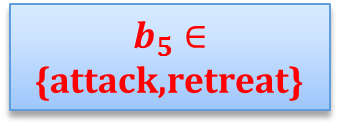 b₅ ∈
{attack,retreat}